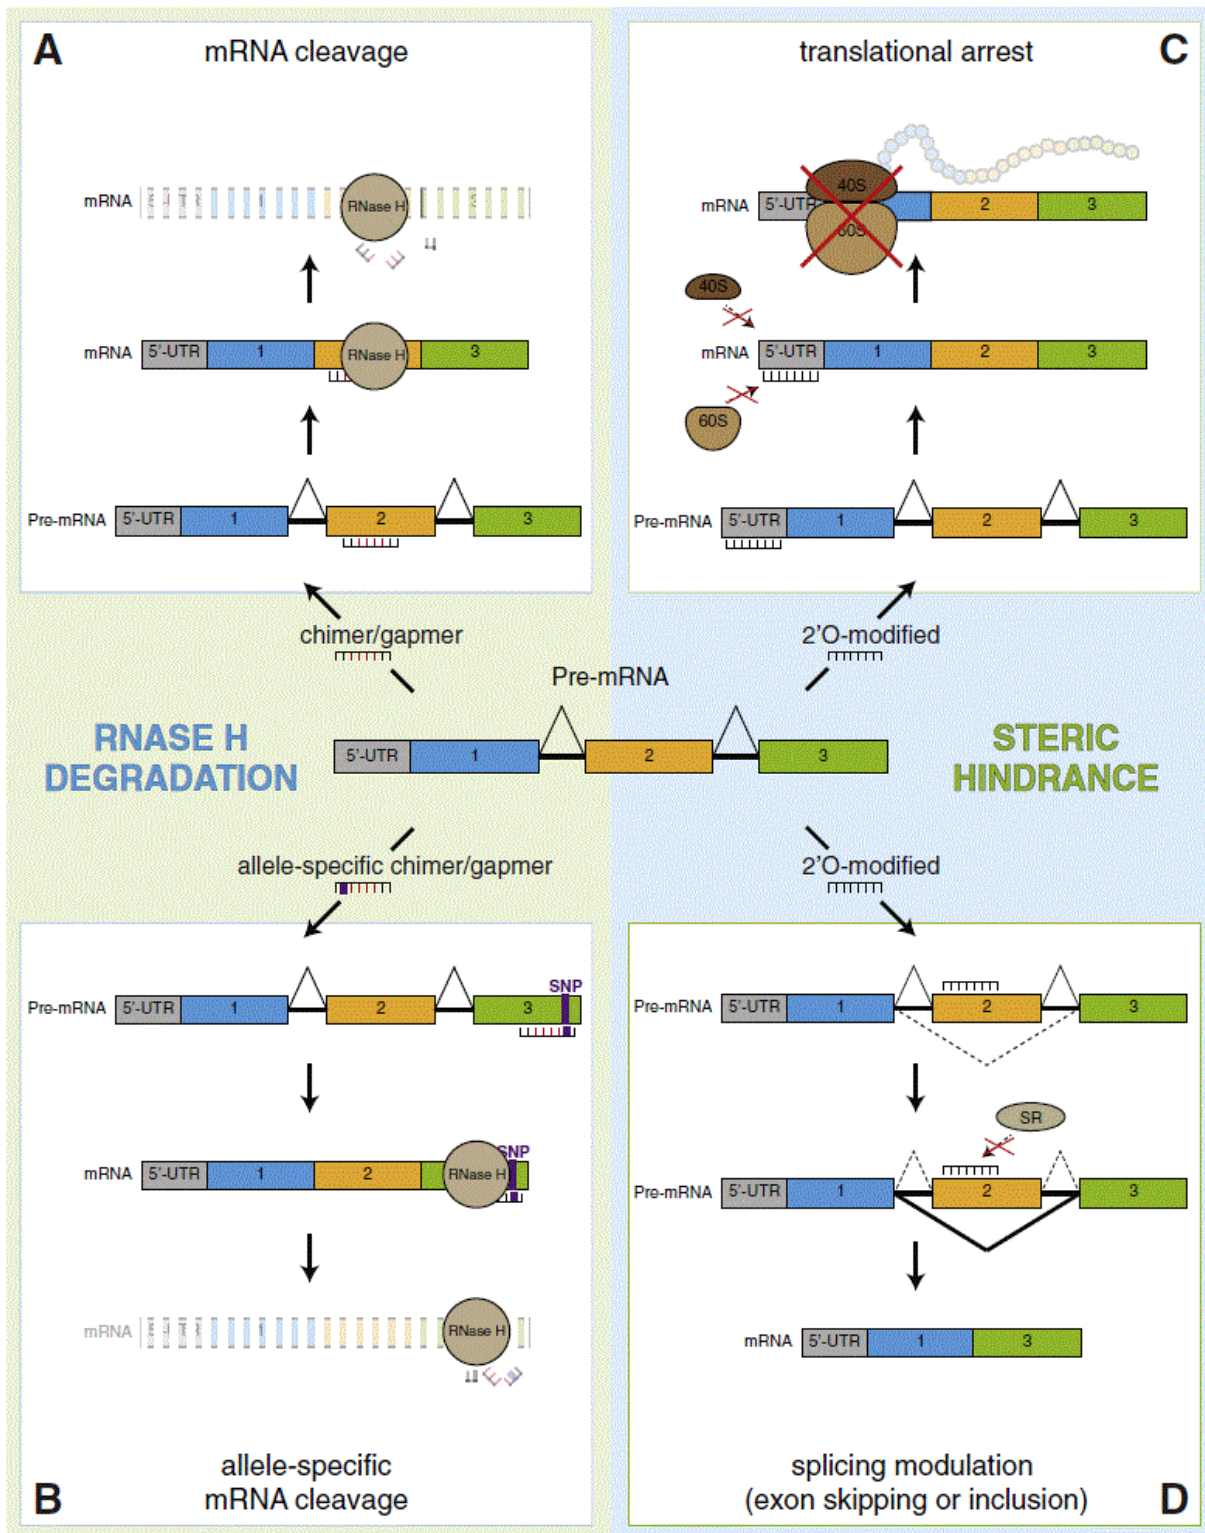 A
mRNA cleavage
mRNA
RNase H
mRNA
5'-UTR 1 RNase H 3
Pre-mRNA
5'-UTR 1 2 3
chimer/gapmer
C
translational arrest
40S
mRNA
5'-UTR 2 3
60S
40S
mRNA
5'-UTR 1 2 3
60S
Pre-mRNA
5'-UTR 1 2 3
2'O-modified
Pre-mRNA
RNASE H
DEGRADATION
5'-UTR 1 2 3
STERIC
HINDRANCE
allele-specific chimer/gapmer
2'O-modified
SNP
Pre-mRNA
5'-UTR 1 2 3
SNP
mRNA
5'-UTR 1 2 RNase H
mRNA
RNase H
allele-specific
mRNA cleavage
B
Pre-mRNA
5'-UTR 1 2 3
SR
Pre-mRNA
5'-UTR 1 2 3
mRNA
5'-UTR 1 3
splicing modulation
(exon skipping or inclusion)
D